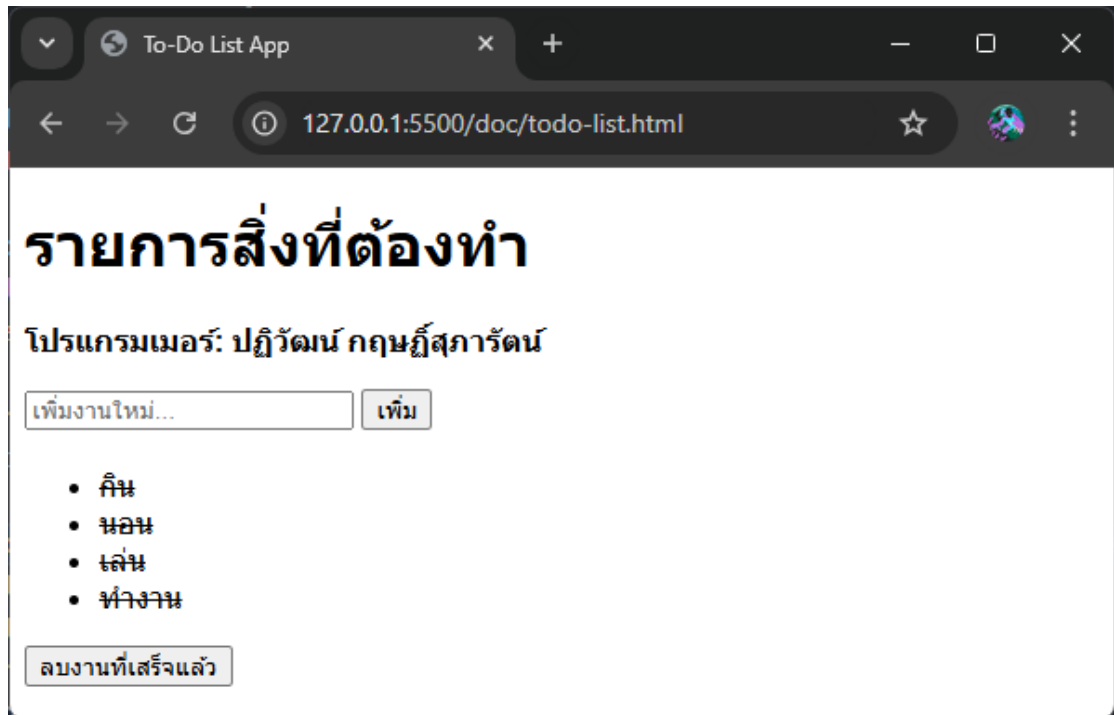 To-Do List App
127.0.0.1:5500/doc/todo-list.html
รายการสิ่งที่ต้องทำ
โปรแกรมเมอร์: ปฏิวัฒน์ กฤษฏิ์สุภารัตน์
เพิ่มงานใหม่... เพิ่ม
กิน
นอน
เล่น
ทำงาน
ลบงานที่เสร็จแล้ว